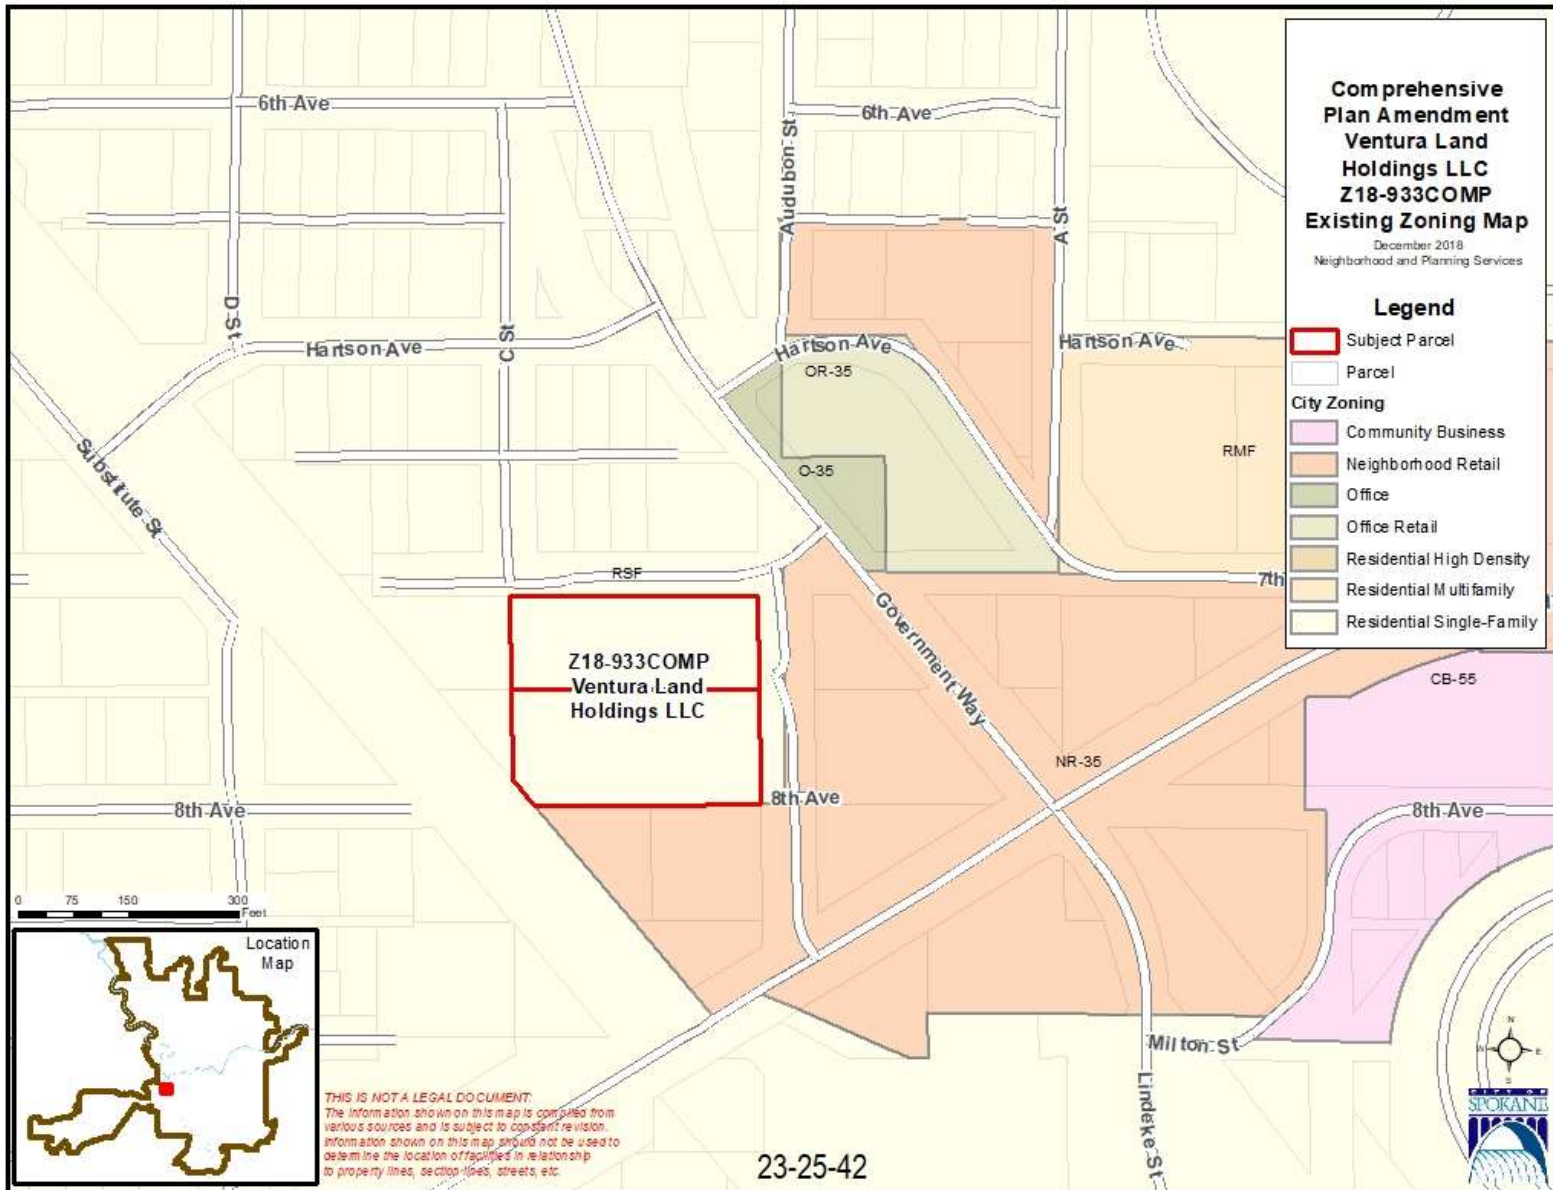 Comprehensive
Plan Amendment
Ventura Land
Holdings LLC
Z18-933COMP
Existing Zoning Map
December 2018
Neighborhood and Planning Services
Legend
Subject Parcel
Parcel
City Zoning
Community Business
Neighborhood Retail
Office
Office Retail
Residential High Density
Residential Multifamily
Residential Single-Family
6th Ave
6th Ave
Audubon St
A St
D St
C St
Hartson Ave
Hartson Ave
Hartson Ave
OR-35
O-35
RMF
Substitute St
RSF
7th
Government Way
Z18-933COMP
Ventura Land
Holdings LLC
CB-55
NR-35
8th Ave
8th Ave
8th Ave
0 75 150 300
Feet
Location
Map
Milton St
Lindeke St
N
W E
S
CITY OF
SPOKANE
THIS IS NOT A LEGAL DOCUMENT:
The information shown on this map is compiled from
various sources and is subject to constant revision.
Information shown on this map should not be used to
determine the location of facilities in relationship
to property lines, section lines, streets, etc.
23-25-42